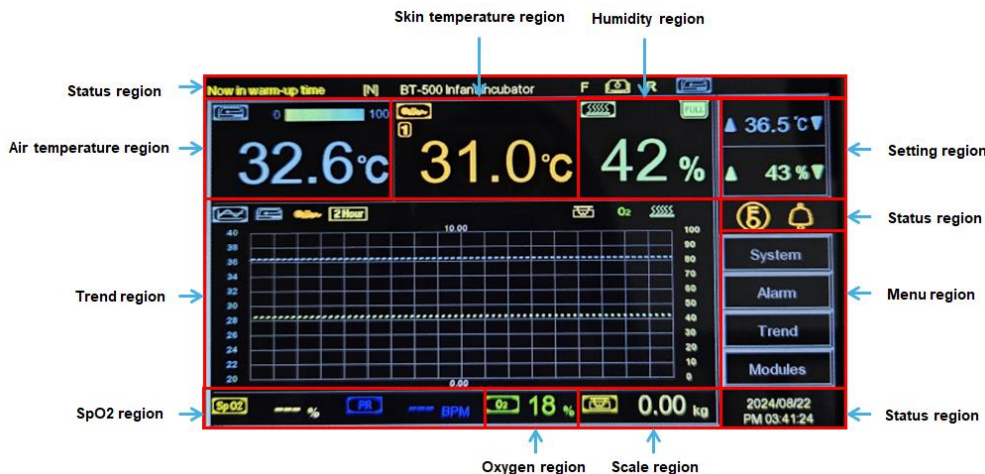 Skin temperature region
Humidity region
Status region
Now in warm-up time [N] BT-500 Infant Incubator F R
Air temperature region
0 100
32.6℃
1
31.0℃
FULL
42 %
36.5℃
43 %
Setting region
Status region
2 Hour
O2
10.00
40
38
36
34
32
30
28
26
24
22
20
100
90
80
70
60
50
40
30
20
10
0
0.00
Trend region
System
Alarm
Trend
Modules
Menu region
SpO2 region
SpO2 --- %
PR --- BPM
O2 18 %
0.00 kg
2024/08/22
PM 03:41:24
Status region
Oxygen region
Scale region